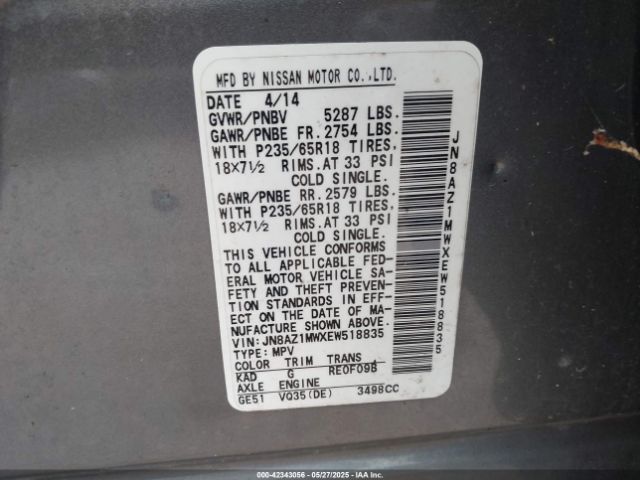 MFD BY NISSAN MOTOR CO.,LTD.
DATE 4/14
GVWR/PNBV 5287 LBS.
GAWR/PNBE FR. 2754 LBS.
WITH P235/65R18 TIRES,
18X7½ RIMS.AT 33 PSI
COLD SINGLE.
GAWR/PNBE RR. 2579 LBS.
WITH P235/65R18 TIRES,
18X7½ RIMS.AT 33 PSI
COLD SINGLE.
THIS VEHICLE CONFORMS
TO ALL APPLICABLE FED-
ERAL MOTOR VEHICLE SA-
FETY AND THEFT PREVEN-
TION STANDARDS IN EFF-
ECT ON THE DATE OF MA-
NUFACTURE SHOWN ABOVE.
VIN:JN8AZ1MWXEW518835
TYPE: MPV
COLOR TRIM TRANS
KAD G RE0F09B
AXLE ENGINE
GE51 VQ35(DE) 3498CC
JN8AZ1MWXEW518835
000-42343056 - 05/27/2025 - IAAI.COM